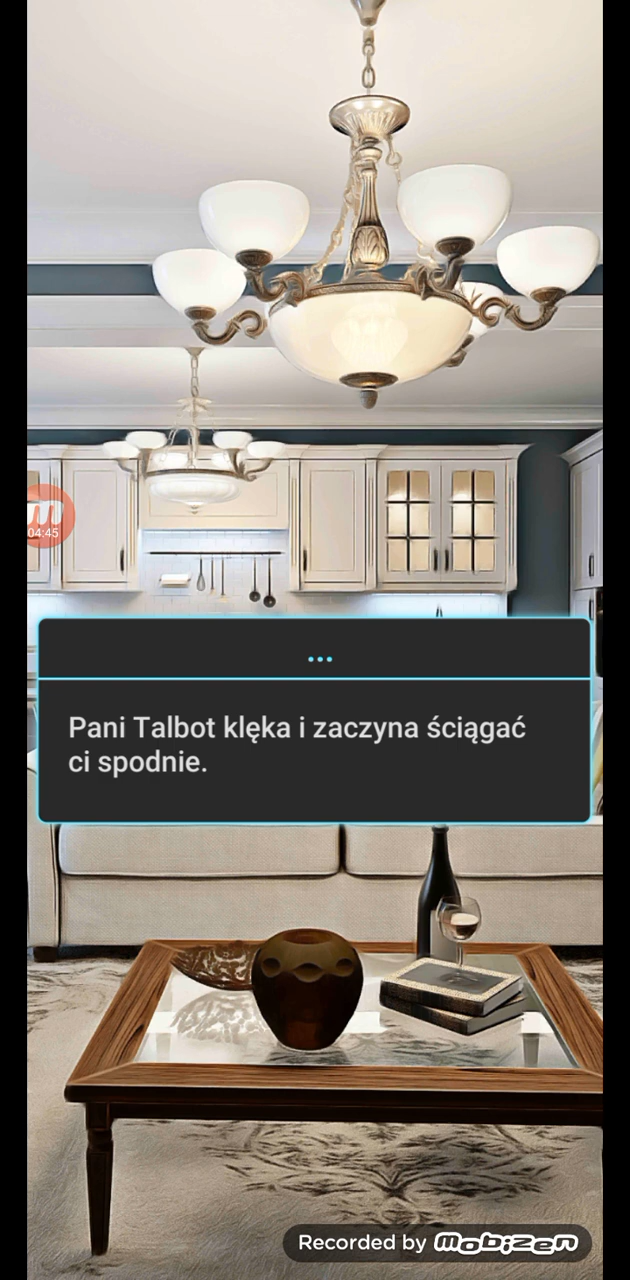 04:45
...
Pani Talbot klęka i zaczyna ściągać
ci spodnie.
Recorded by mobizen